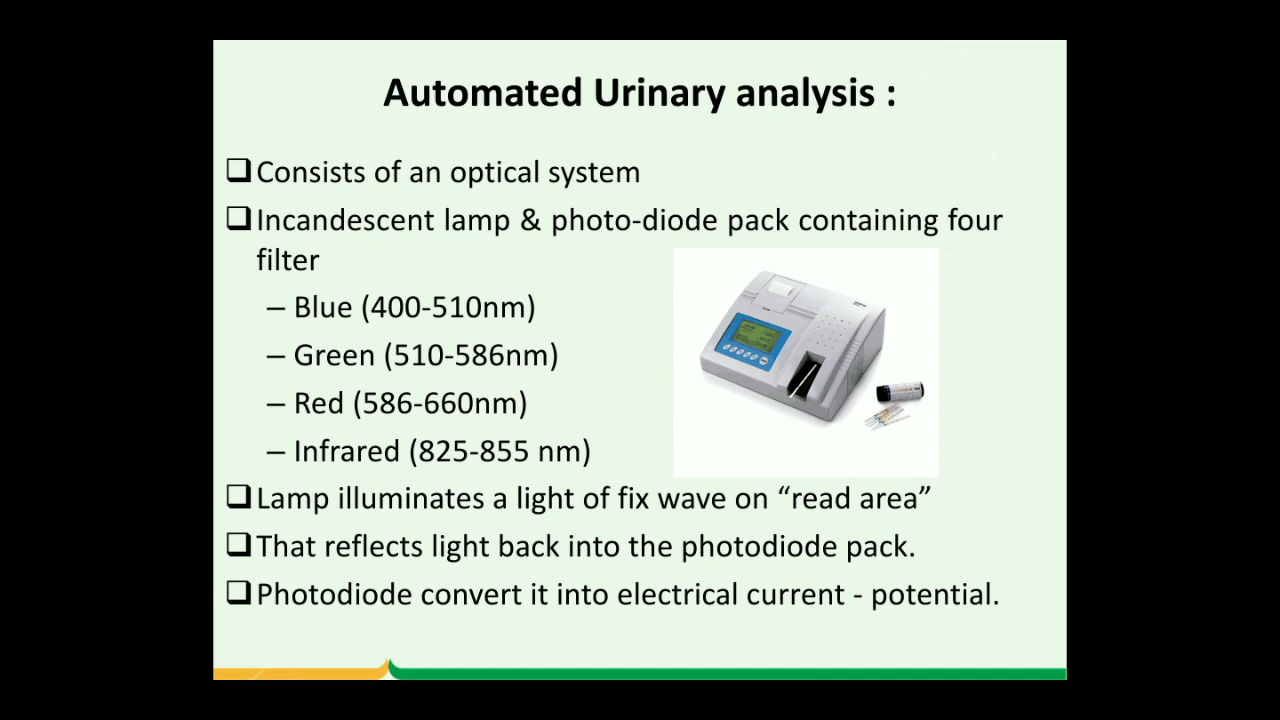 Automated Urinary analysis :
❑Consists of an optical system
❑Incandescent lamp & photo-diode pack containing four
filter
– Blue (400-510nm)
– Green (510-586nm)
– Red (586-660nm)
– Infrared (825-855 nm)
❑Lamp illuminates a light of fix wave on “read area”
❑That reflects light back into the photodiode pack.
❑Photodiode convert it into electrical current - potential.